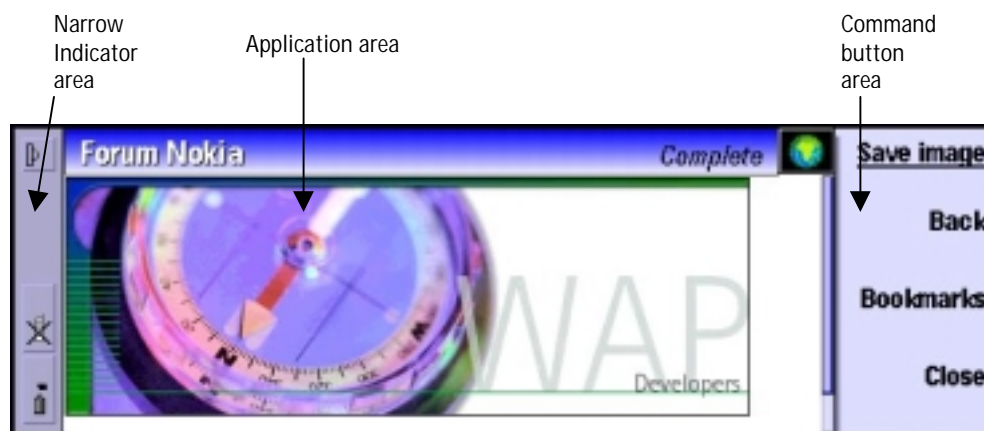 Narrow
Indicator
area
Application area
Command
button
area
Forum Nokia
Complete
Save image
Back
Bookmarks
Close
WAP
Developers
N
W